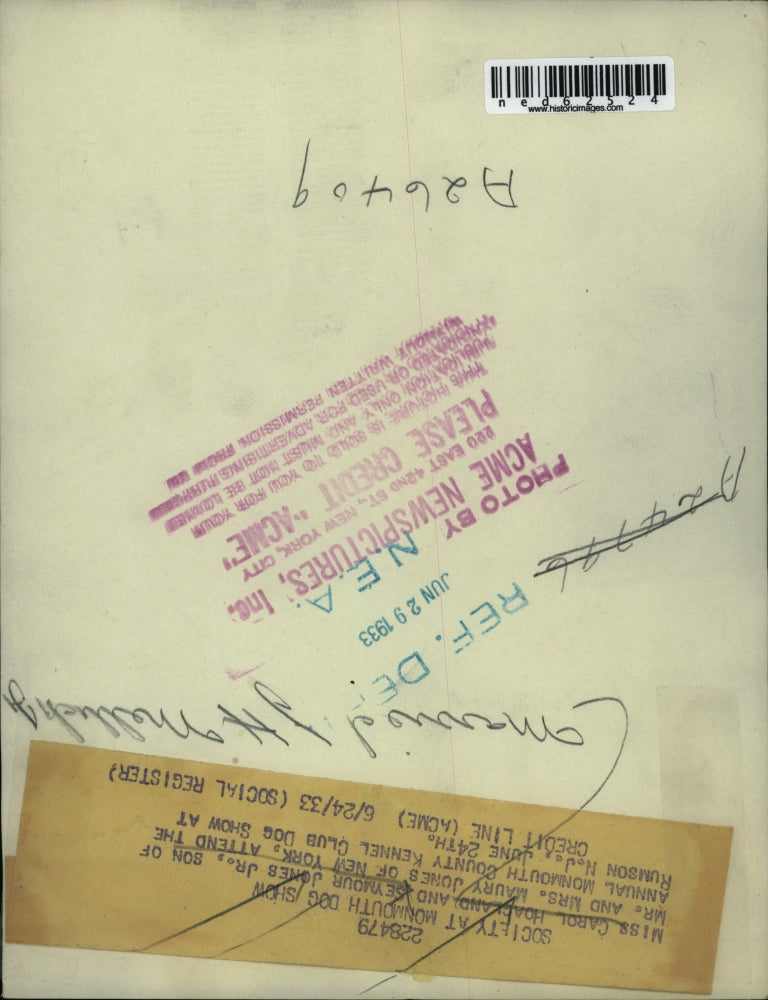 ned62524
www.historicimages.com
A26409
PHOTO BY
ACME NEWSPICTURES, Inc.
220 EAST 42ND ST., NEW YORK, CITY
PLEASE CREDIT "ACME"
THIS PICTURE IS SOLD TO YOU FOR YOUR
PUBLICATION ONLY AND MUST NOT BE LOANED
SYNDICATED OR USED FOR ADVERTISING PURPOSES
WITHOUT WRITTEN PERMISSION FROM US
A24796
N.E.A.
JUN 29 1933
REF. DE
married
228479
SOCIETY AT MONMOUTH DOG SHOW
MISS CAROL HOAGLAND AND SEYMOUR JONES JR., SON OF
MR. AND MRS. MAURY JONES OF NEW YORK, ATTEND THE
ANNUAL MONMOUTH COUNTY KENNEL CLUB DOG SHOW AT
RUMSON N.J., JUNE 24TH.
CREDIT LINE (ACME) 6/24/33 (SOCIAL REGISTER)